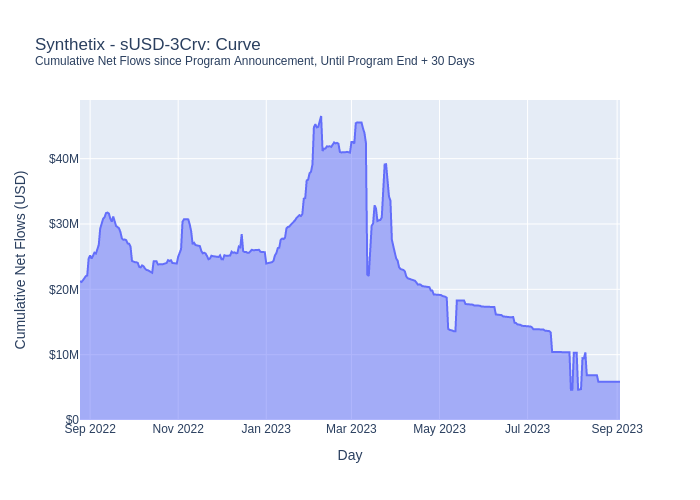 Synthetix - sUSD-3Crv: Curve
Cumulative Net Flows since Program Announcement, Until Program End + 30 Days
Cumulative Net Flows (USD)
$40M
$30M
$20M
$10M
$0
Sep 2022 Nov 2022 Jan 2023 Mar 2023 May 2023 Jul 2023 Sep 2023
Day